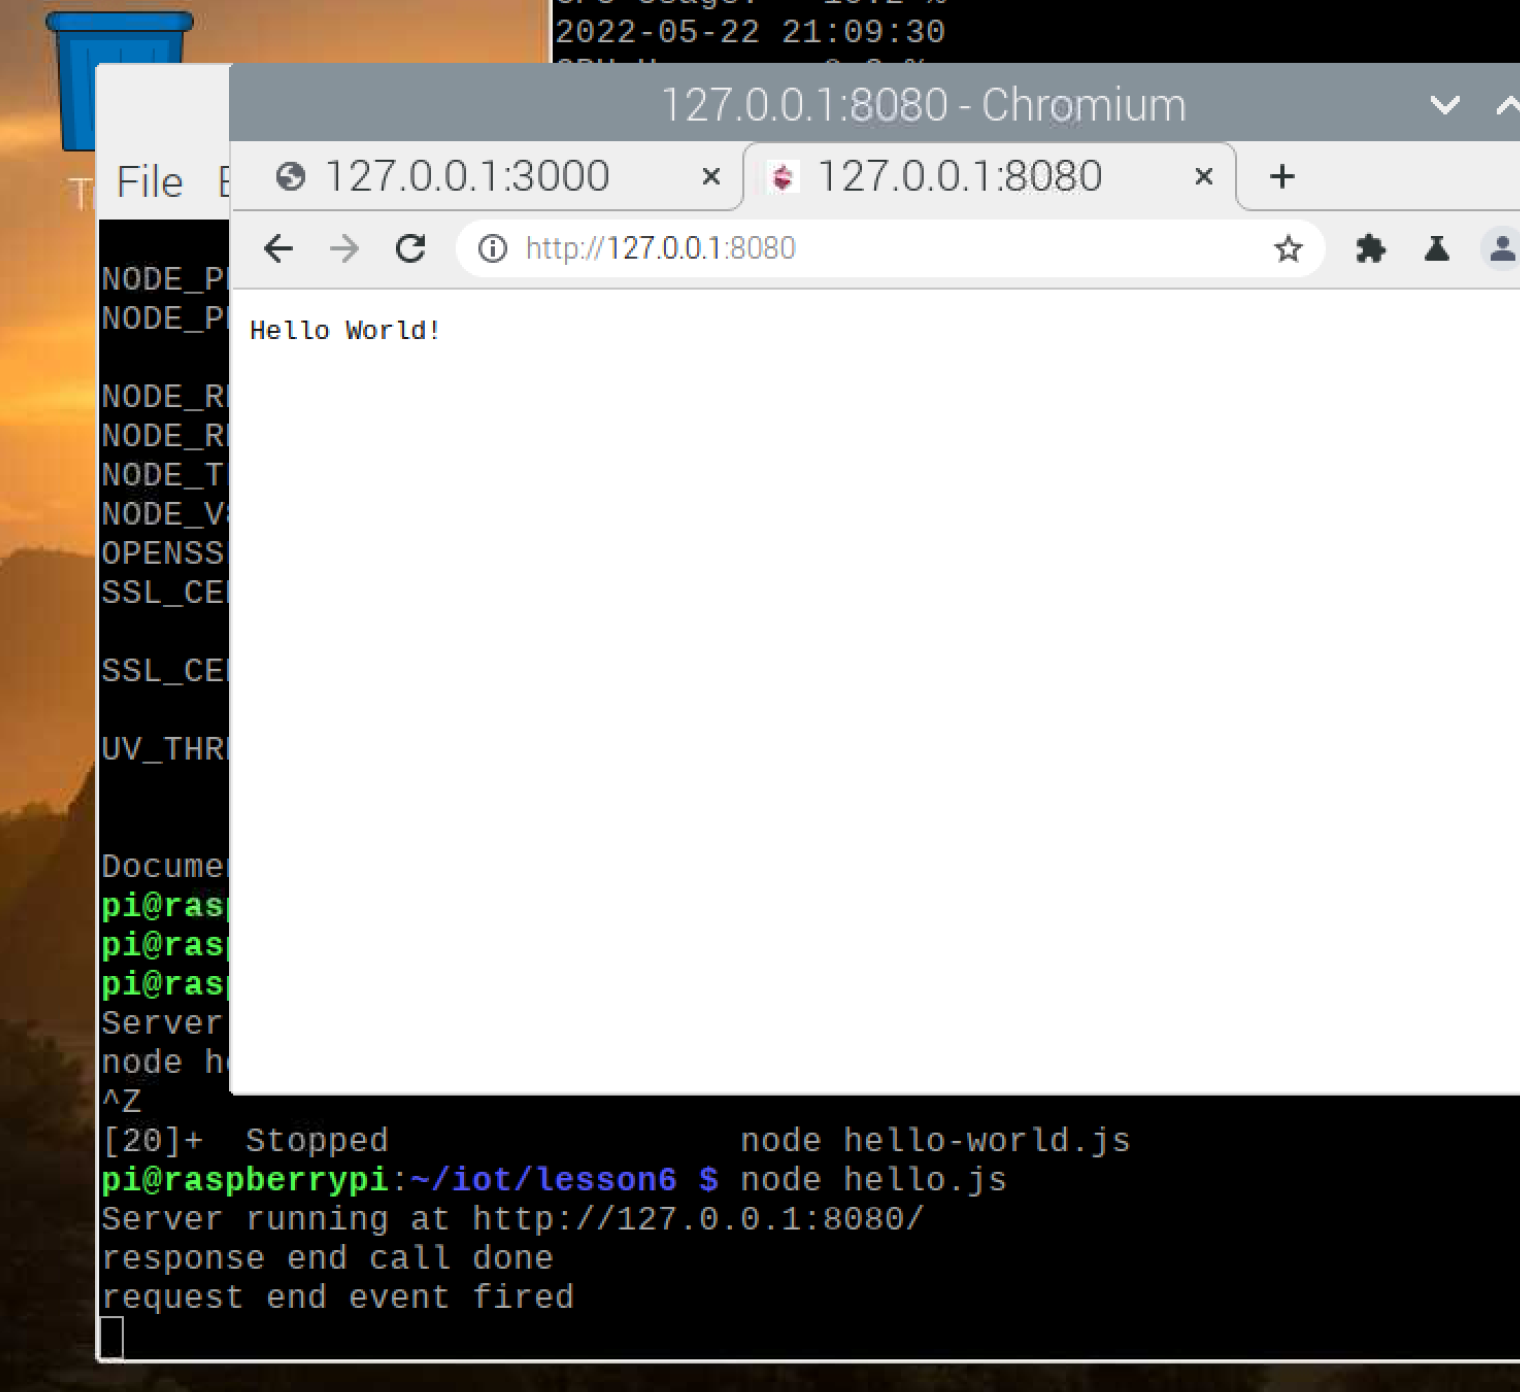 2022-05-22 21:09:30
127.0.0.1:8080 - Chromium
File
127.0.0.1:3000
127.0.0.1:8080
http://127.0.0.1:8080
Hello World!
NODE_P
NODE_P
NODE_R
NODE_R
NODE_T
NODE_V
OPENSS
SSL_CE
SSL_CE
UV_THR
Docume
pi@ras
pi@ras
pi@ras
Server
node h
^Z
[20]+ Stopped node hello-world.js
pi@raspberrypi:~/iot/lesson6 $ node hello.js
Server running at http://127.0.0.1:8080/
response end call done
request end event fired